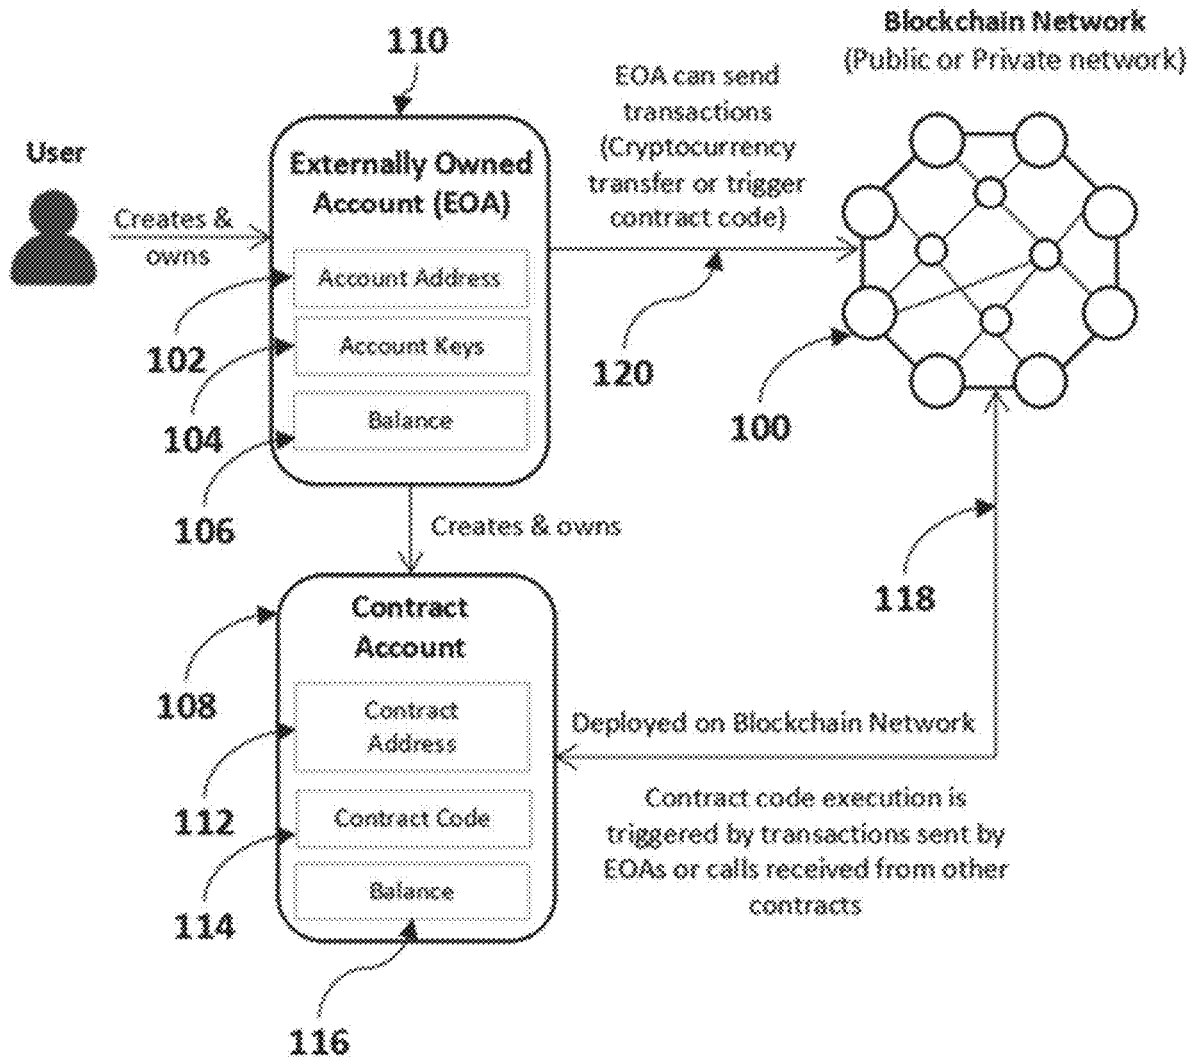 Blockchain Network
(Public or Private network)
110
EOA can send
transactions
(Cryptocurrency
transfer or trigger
contract code)
User
Externally Owned
Account (EOA)
Creates &
owns
Account Address
102
Account Keys
120
104
Balance
100
106
Creates & owns
118
Contract
Account
108
Contract
Address
Deployed on Blockchain Network
112
Contract Code
Contract code execution is
triggered by transactions sent by
EOAs or calls received from other
contracts
Balance
114
116